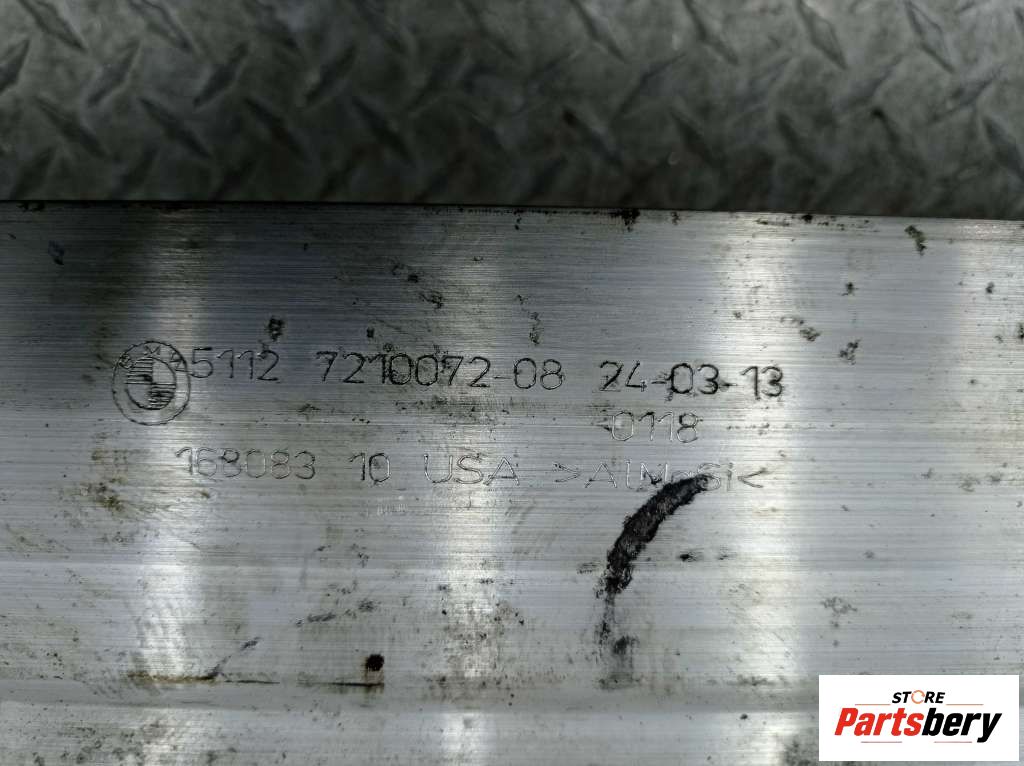 5112 7210072-08 24-03-13
0118
168083 10 USA >AlMgSi<
STORE
Partsbery